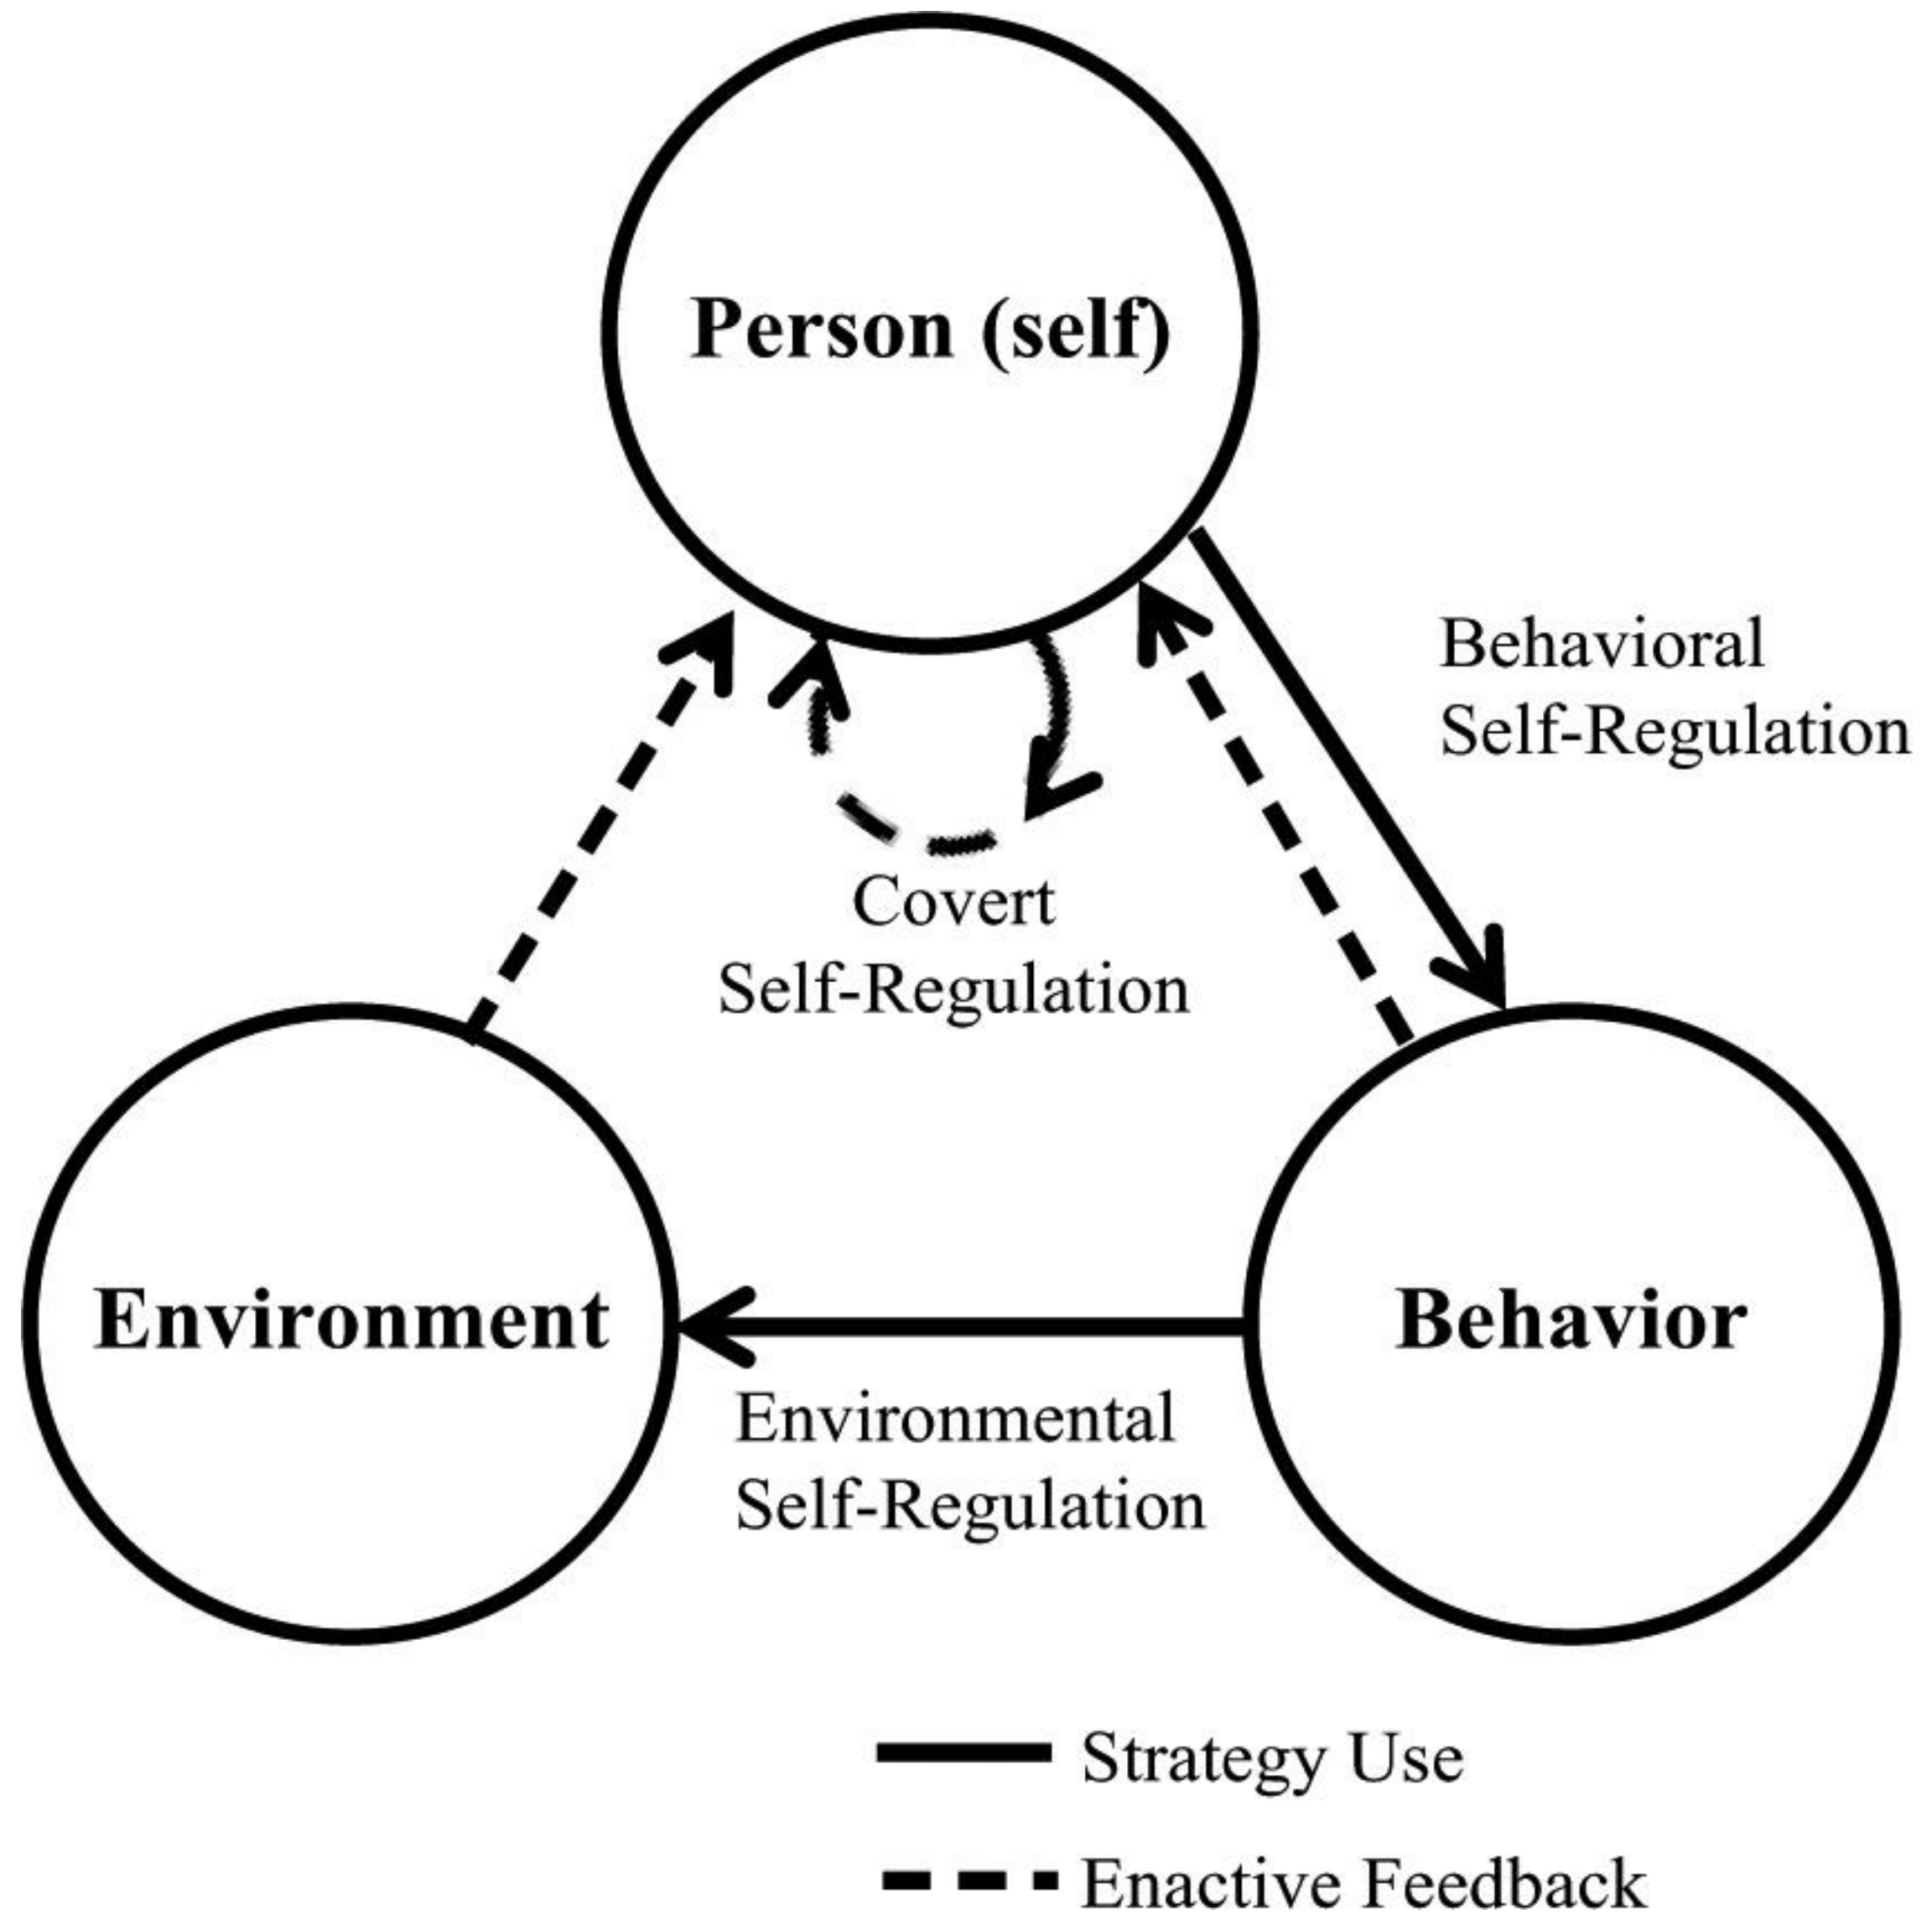 Person (self)
Behavioral
Self-Regulation
Covert
Self-Regulation
Environment
Behavior
Environmental
Self-Regulation
Strategy Use
Enactive Feedback